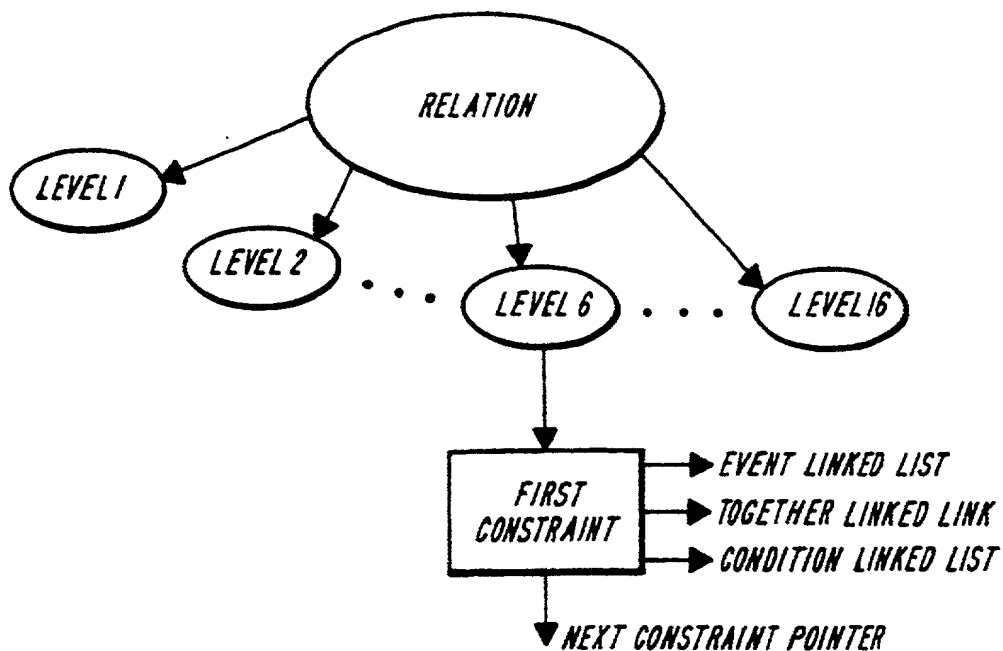 RELATION
LEVEL 1
LEVEL 2
LEVEL 6
LEVEL 16
FIRST
CONSTRAINT
EVENT LINKED LIST
TOGETHER LINKED LINK
CONDITION LINKED LIST
NEXT CONSTRAINT POINTER